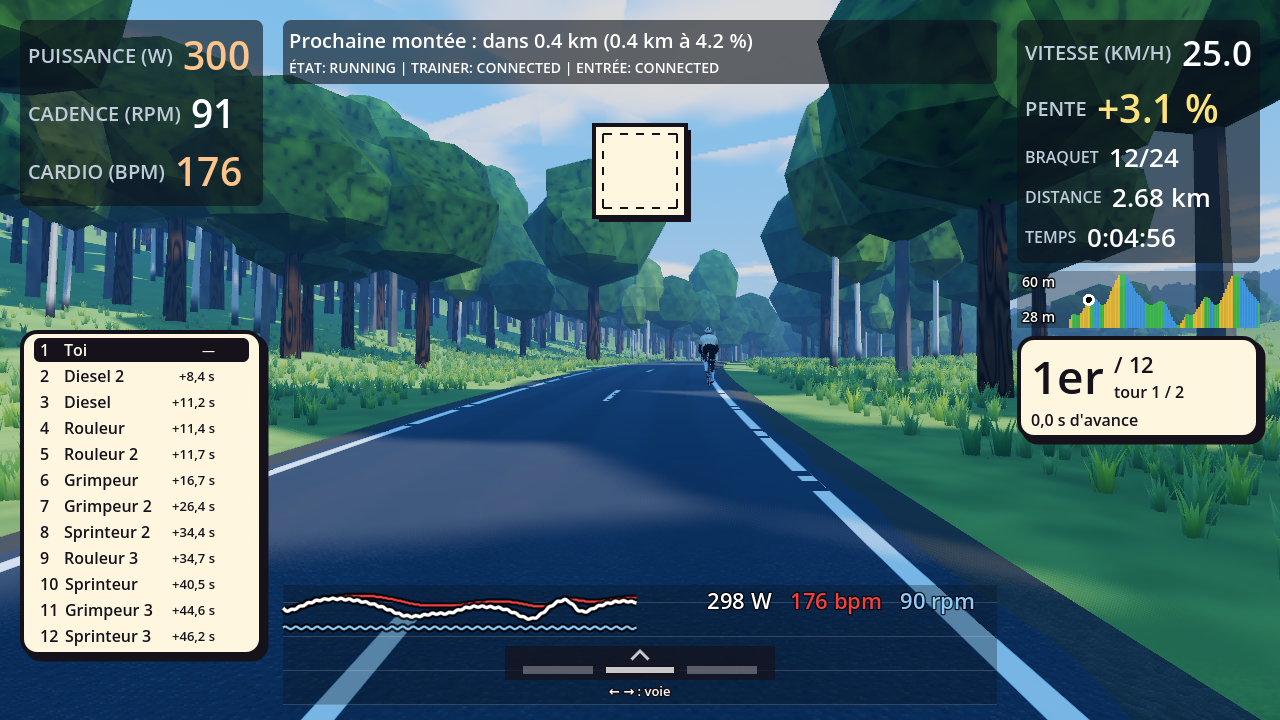 PUISSANCE (W) 300
CADENCE (RPM) 91
CARDIO (BPM) 176
Prochaine montée : dans 0.4 km (0.4 km à 4.2 %)
ÉTAT: RUNNING | TRAINER: CONNECTED | ENTRÉE: CONNECTED
VITESSE (KM/H) 25.0
PENTE +3.1 %
BRAQUET 12/24
DISTANCE 2.68 km
TEMPS 0:04:56
60 m
28 m
1er / 12
tour 1 / 2
0,0 s d'avance
1 Toi —
2 Diesel 2 +8,4 s
3 Diesel +11,2 s
4 Rouleur +11,4 s
5 Rouleur 2 +11,7 s
6 Grimpeur +16,7 s
7 Grimpeur 2 +26,4 s
8 Sprinteur 2 +34,4 s
9 Rouleur 3 +34,7 s
10 Sprinteur +40,5 s
11 Grimpeur 3 +44,6 s
12 Sprinteur 3 +46,2 s
298 W 176 bpm 90 rpm
← → : voie